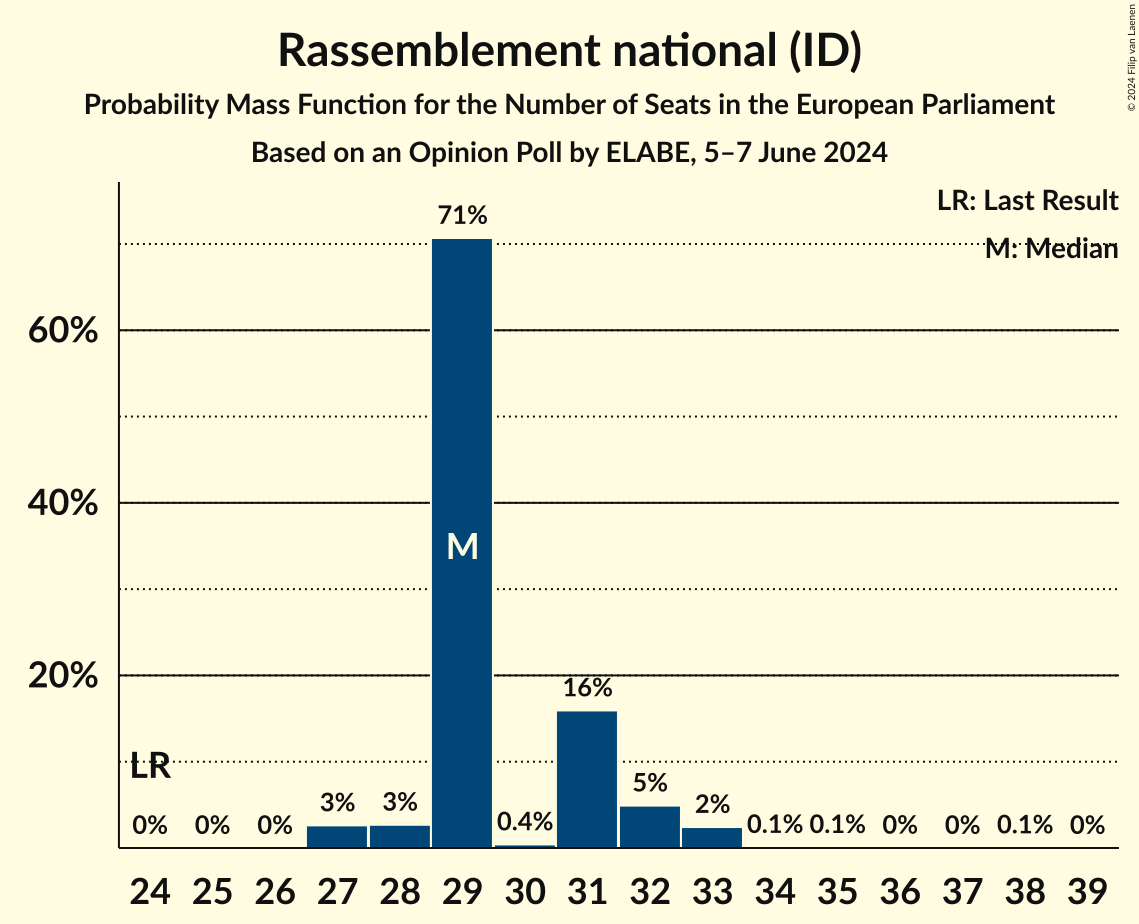 Rassemblement national (ID)
Probability Mass Function for the Number of Seats in the European Parliament
Based on an Opinion Poll by ELABE, 5–7 June 2024
© 2024 Filip van Laenen
LR: Last Result
M: Median
71%
60%
40%
M
20%
16%
LR
5%
3%
3%
2%
0%
0%
0%
0.4%
0.1%
0.1%
0%
0%
0.1%
0%
24 25 26 27 28 29 30 31 32 33 34 35 36 37 38 39